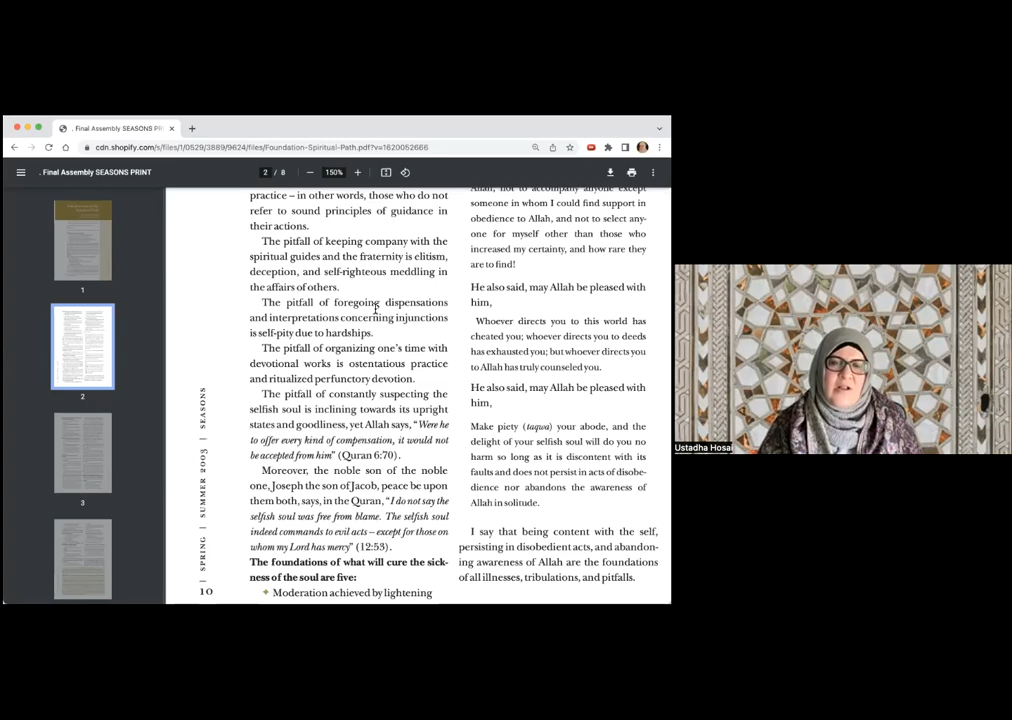 . Final Assembly SEASONS PRI
cdn.shopify.com/s/files/1/0529/3889/9624/files/Foundation-Spiritual-Path.pdf?v=1620052666
. Final Assembly SEASONS PRINT
2 / 8
150%
1
2
3
practice – in other words, those who do not
refer to sound principles of guidance in
their actions.
The pitfall of keeping company with the
spiritual guides and the fraternity is elitism,
deception, and self-righteous meddling in
the affairs of others.
The pitfall of foregoing dispensations
and interpretations concerning injunctions
is self-pity due to hardships.
The pitfall of organizing one's time with
devotional works is ostentatious practice
and ritualized perfunctory devotion.
The pitfall of constantly suspecting the
selfish soul is inclining towards its upright
states and goodliness, yet Allah says, "Were he
to offer every kind of compensation, it would not
be accepted from him" (Quran 6:70).
Moreover, the noble son of the noble
one, Joseph the son of Jacob, peace be upon
them both, says, in the Quran, "I do not say the
selfish soul was free from blame. The selfish soul
indeed commands to evil acts – except for those on
whom my Lord has mercy" (12:53).
The foundations of what will cure the sick-
ness of the soul are five:
✦ Moderation achieved by lightening
10 | SPRING | SUMMER 2003 | SEASONS
Allah, not to accompany anyone except
someone in whom I could find support in
obedience to Allah, and not to select any-
one for myself other than those who
increased my certainty, and how rare they
are to find!
He also said, may Allah be pleased with
him,
Whoever directs you to this world has
cheated you; whoever directs you to deeds
has exhausted you; but whoever directs you
to Allah has truly counseled you.
He also said, may Allah be pleased with
him,
Make piety (taqwa) your abode, and the
delight of your selfish soul will do you no
harm so long as it is discontent with its
faults and does not persist in acts of disobe-
dience nor abandons the awareness of
Allah in solitude.
I say that being content with the self,
persisting in disobedient acts, and abandon-
ing awareness of Allah are the foundations
of all illnesses, tribulations, and pitfalls.
Ustadha Hosai